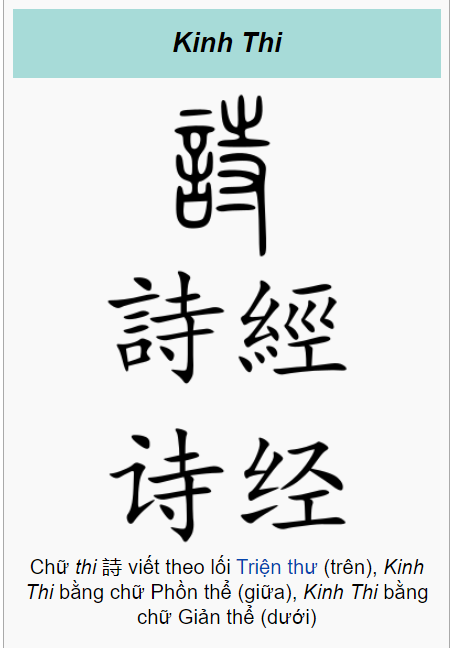 Kinh Thi
詩
詩經
诗经
Chữ thi 詩 viết theo lối Triện thư (trên), Kinh
Thi bằng chữ Phồn thể (giữa), Kinh Thi bằng
chữ Giản thể (dưới)